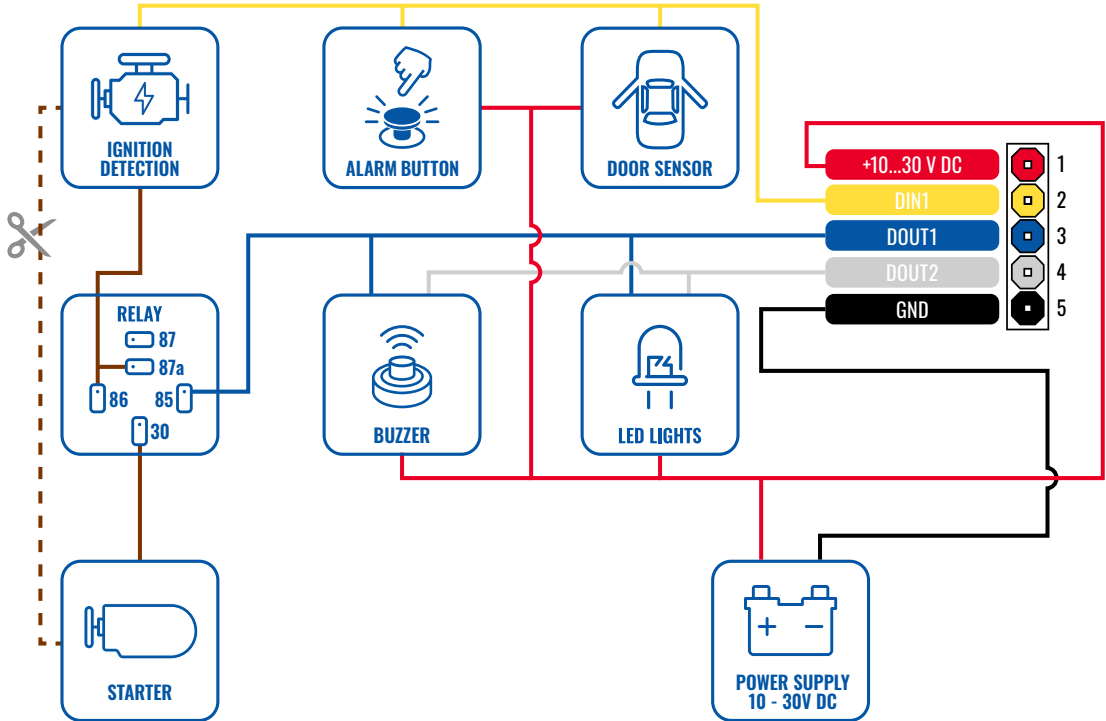 IGNITION
DETECTION
ALARM BUTTON
DOOR SENSOR
+10...30 V DC
1
DIN1
2
DOUT1
3
DOUT2
4
GND
5
RELAY
87
87a
86
85
30
BUZZER
LED LIGHTS
STARTER
POWER SUPPLY
10 - 30V DC